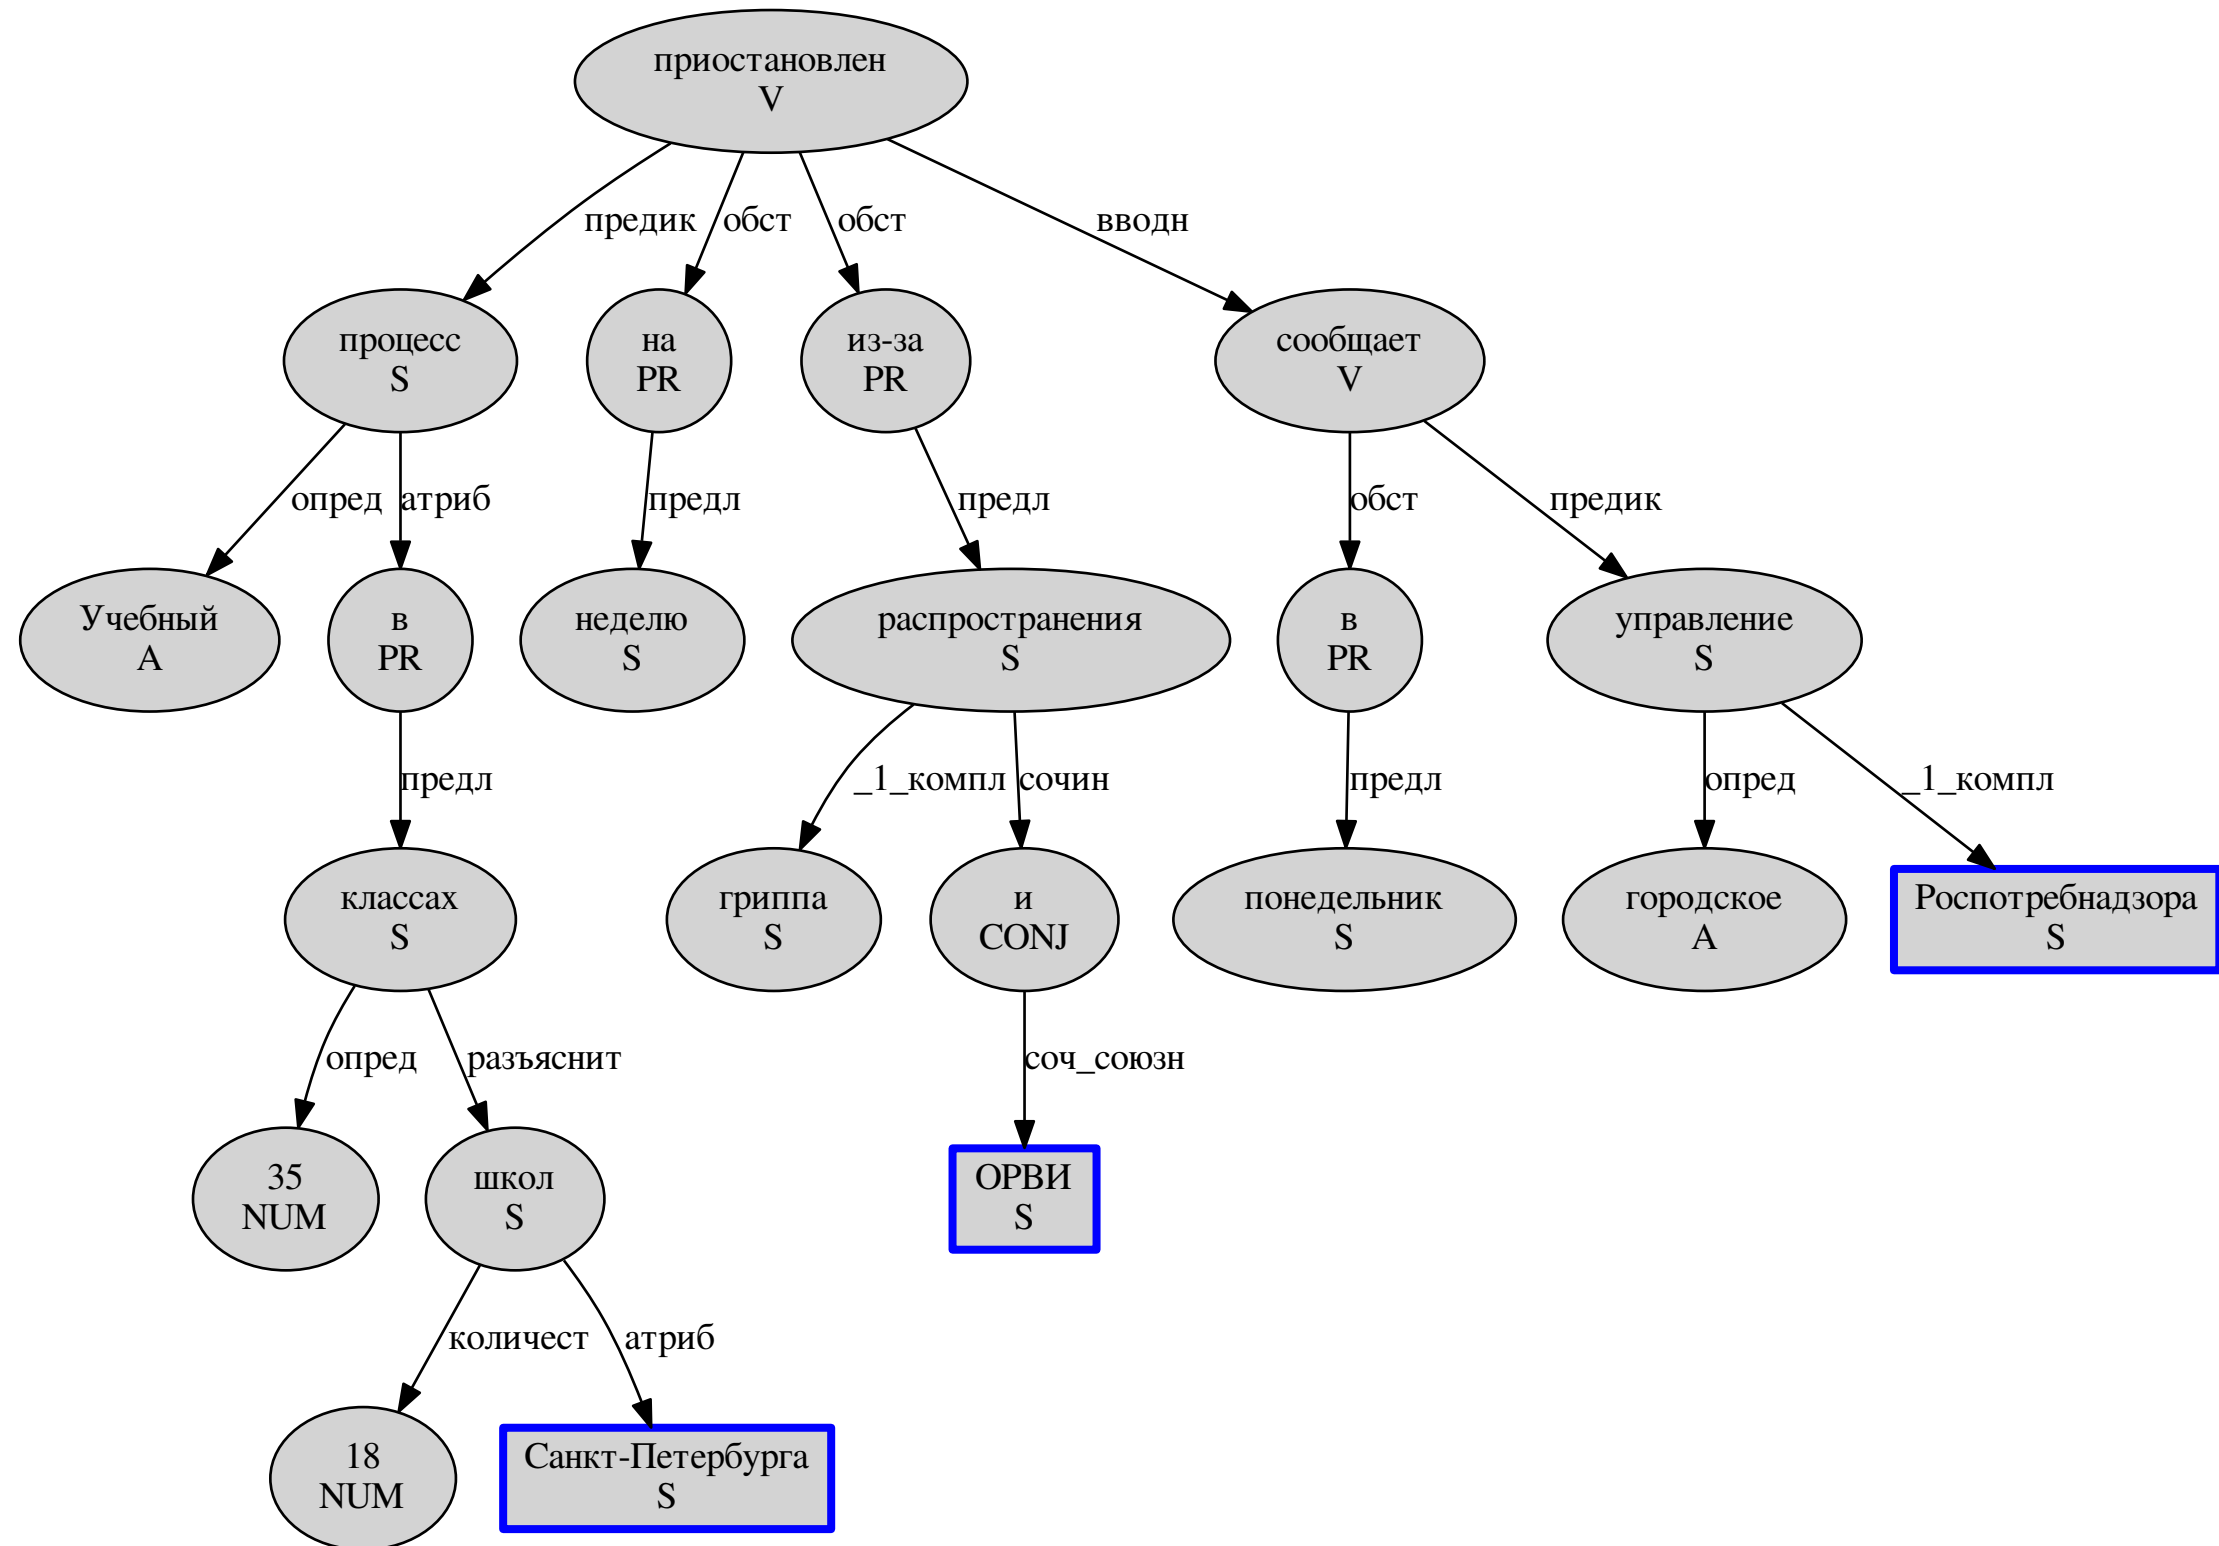 приостановлен
V
предик
обст
обст
вводн
процесс
S
на
PR
из-за
PR
сообщает
V
опред
атриб
предл
предл
обст
предик
Учебный
A
в
PR
неделю
S
распространения
S
в
PR
управление
S
предл
_1_компл
сочин
предл
опред
_1_компл
классах
S
гриппа
S
и
CONJ
понедельник
S
городское
A
Роспотребнадзора
S
опред
разъяснит
соч_союзн
35
NUM
школ
S
ОРВИ
S
количест
атриб
18
NUM
Санкт-Петербурга
S